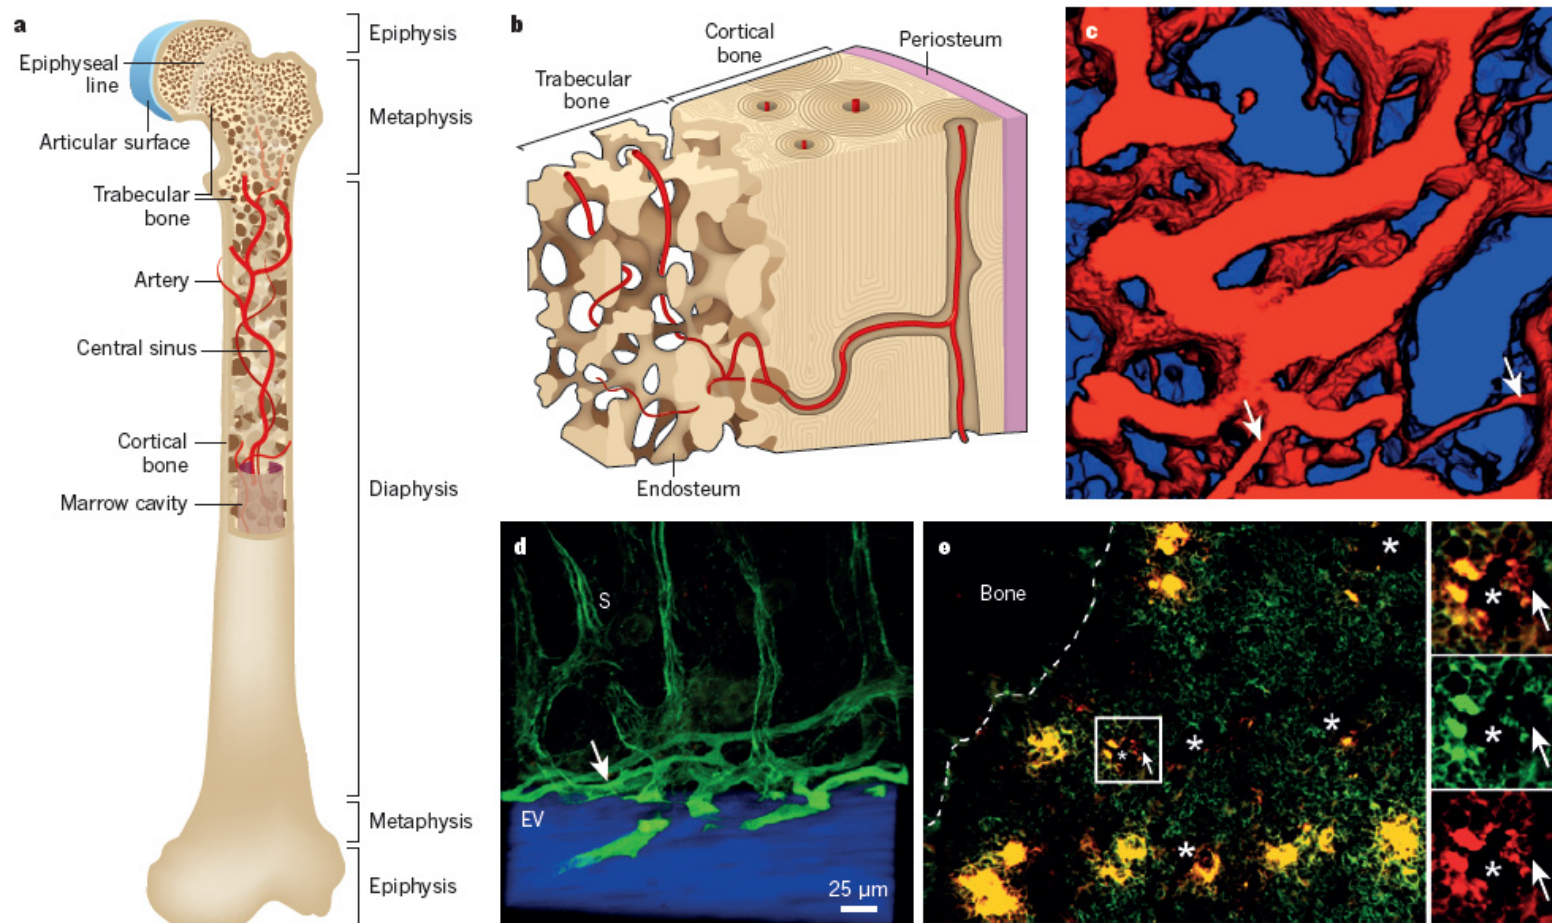 a
Epiphyseal
line
Articular surface
Trabecular
bone
Artery
Central sinus
Cortical
bone
Marrow cavity
Epiphysis
Metaphysis
Diaphysis
Metaphysis
Epiphysis
b
Trabecular
bone
Cortical
bone
Periosteum
Endosteum
c
d
S
EV
25 µm
e
Bone
*
*
*
*
*
*
*
*